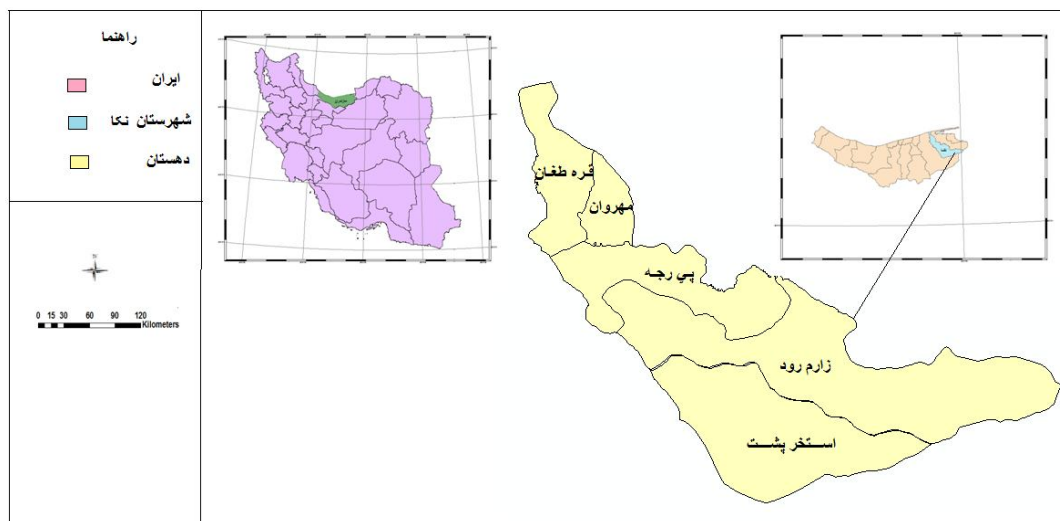 راهنما
ایران
شهرستان نکا
دهستان
N
0 15 30 60 90 120
Kilometers
قره طغان
مهروان
پي رجه
زارم رود
استخر پشت